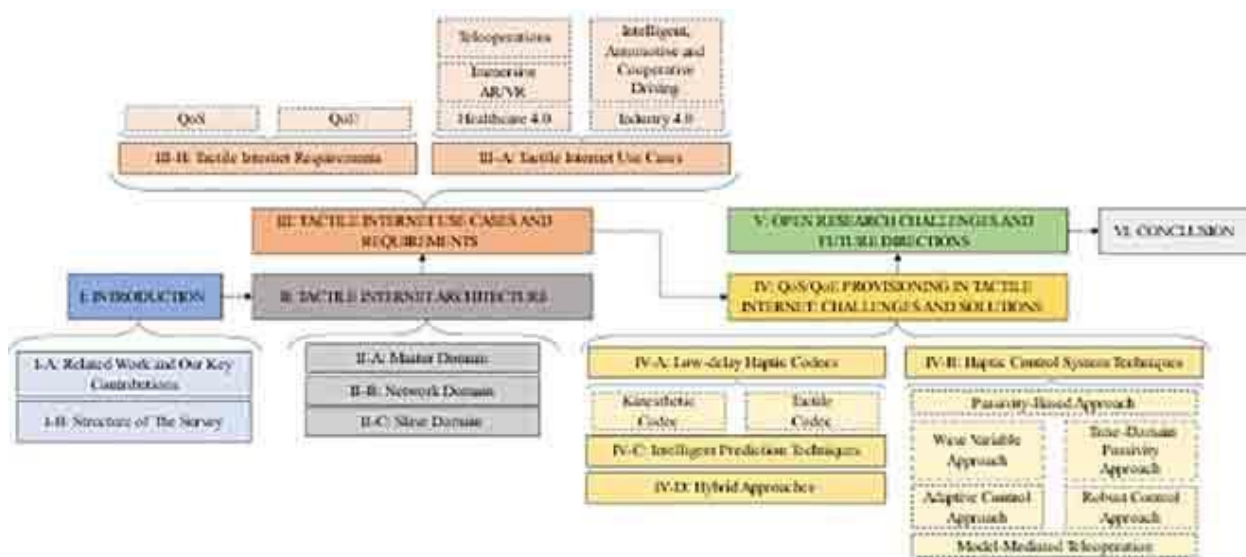 Teleoperations
Immersive
AR/VR
Healthcare 4.0
Intelligent,
Automotive and
Cooperative
Driving
Industry 4.0
QoS
QoE
III-B: Tactile Internet Requirements
III-A: Tactile Internet Use Cases
III: TACTILE INTERNET USE CASES AND
REQUIREMENTS
V: OPEN RESEARCH CHALLENGES AND
FUTURE DIRECTIONS
VI: CONCLUSION
I: INTRODUCTION
II: TACTILE INTERNET ARCHITECTURE
IV: QoS/QoE PROVISIONING IN TACTILE
INTERNET: CHALLENGES AND SOLUTIONS
I-A: Related Work and Our Key
Contributions
I-B: Structure of The Survey
II-A: Master Domain
II-B: Network Domain
II-C: Slave Domain
IV-A: Low-delay Haptic Codecs
Kinesthetic
Codec
Tactile
Codec
IV-C: Intelligent Prediction Techniques
IV-D: Hybrid Approaches
IV-B: Haptic Control System Techniques
Passivity-Based Approach
Wave Variable
Approach
Time-Domain
Passivity
Approach
Adaptive Control
Approach
Robust Control
Approach
Model-Mediated Teleoperation